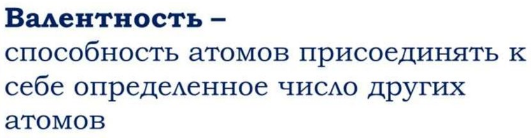 Валентность –
способность атомов присоединять к
себе определенное число других
атомов